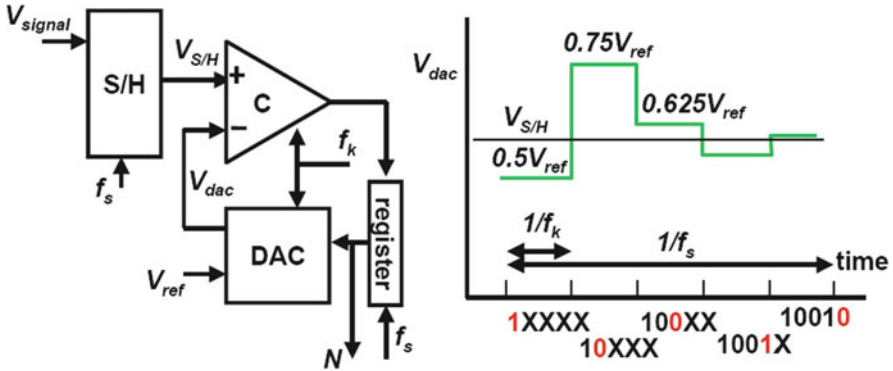 V_signal
S/H
V_S/H
+
C
−
f_s
V_dac
f_k
register
DAC
V_ref
N
f_s
V_dac
0.75V_ref
0.625V_ref
V_S/H
0.5V_ref
1/f_k
1/f_s
time
1XXXX
10XXX
100XX
1001X
10010